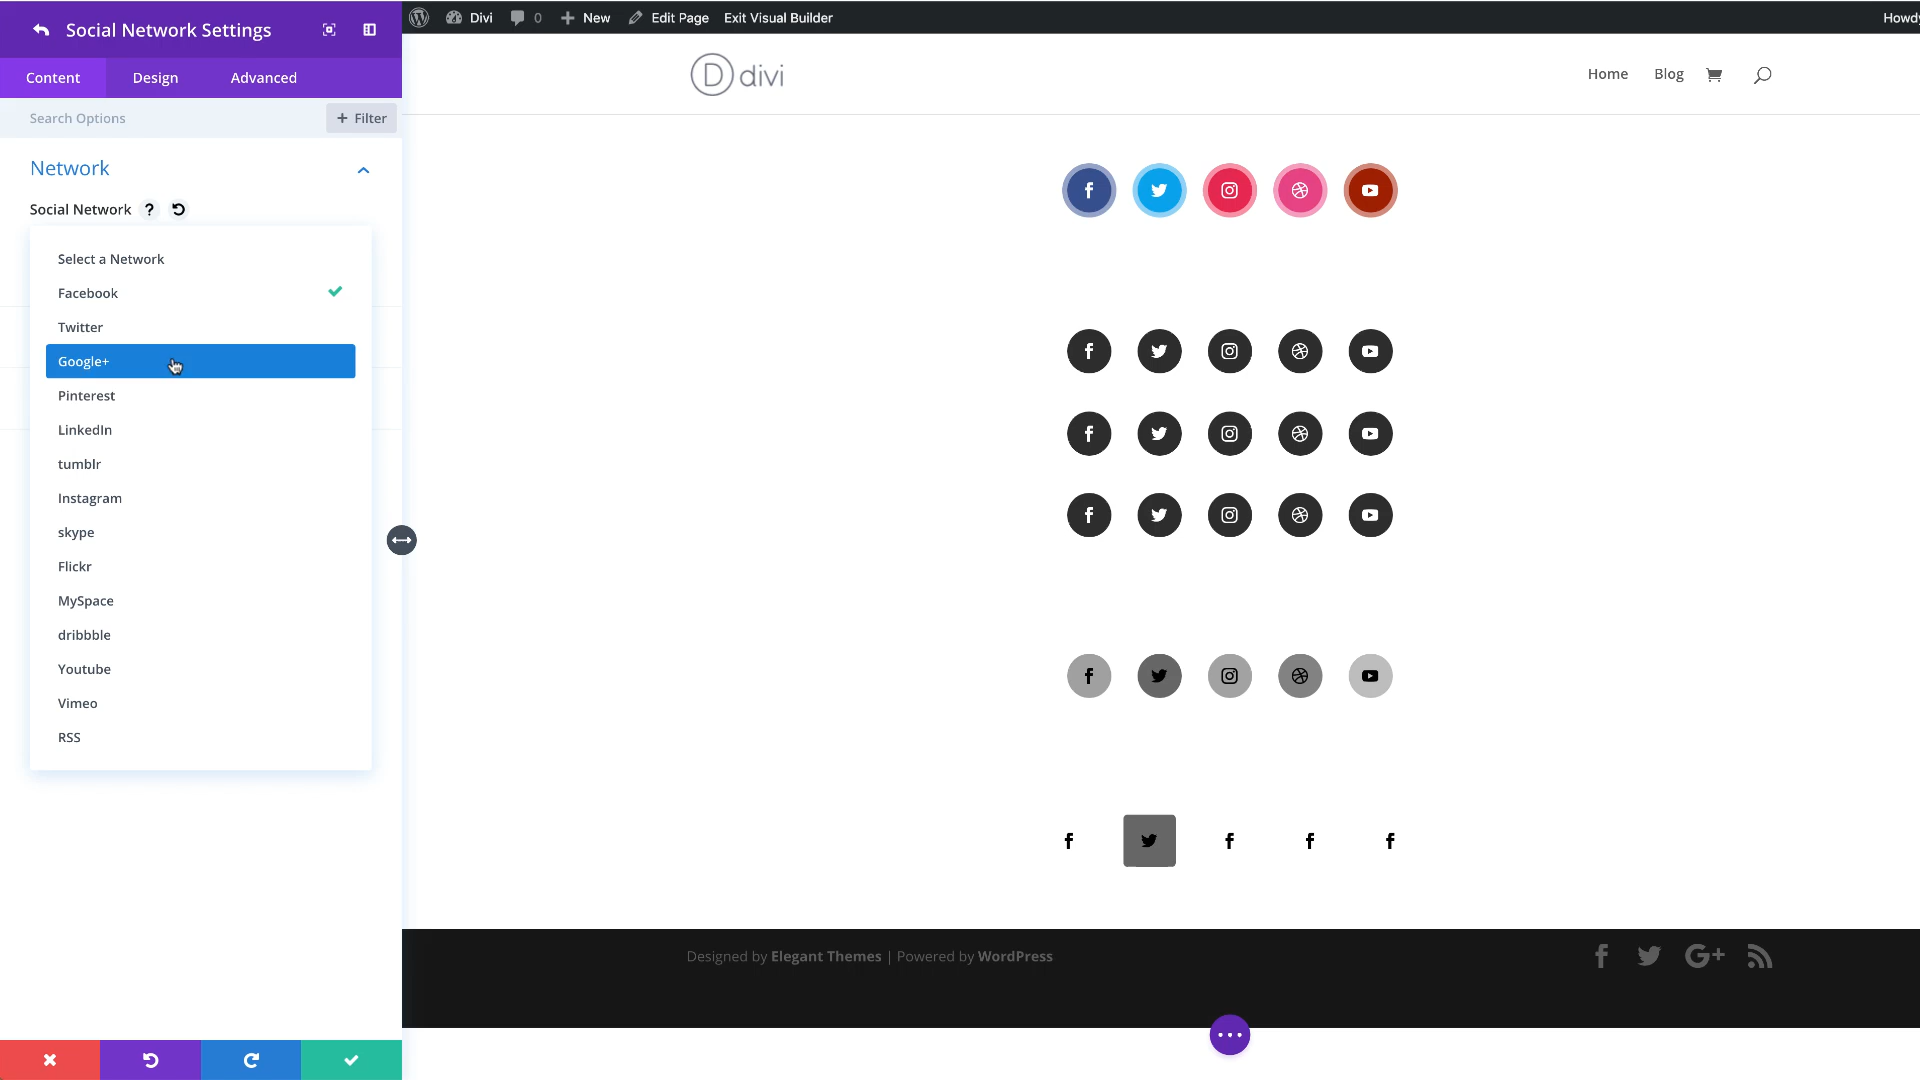 Social Network Settings
Content Design Advanced
Search Options + Filter
Network
Social Network ?
Select a Network
Facebook
Twitter
Google+
Pinterest
LinkedIn
tumblr
Instagram
skype
Flickr
MySpace
dribbble
Youtube
Vimeo
RSS
Divi 0 New Edit Page Exit Visual Builder Howdy
D divi
Home Blog
Designed by Elegant Themes | Powered by WordPress